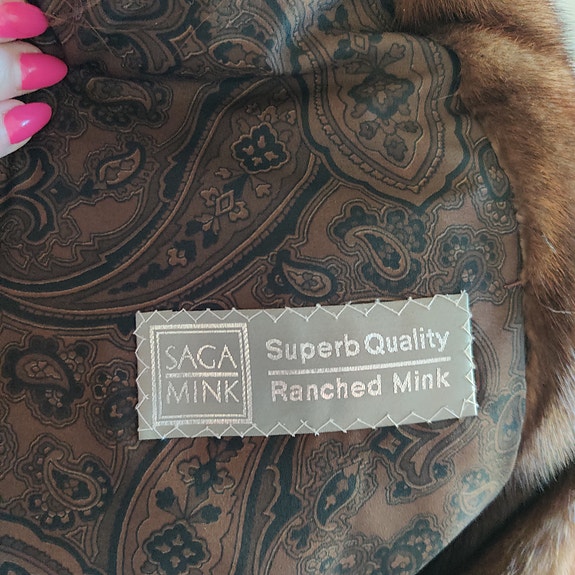 SAGA
MINK
Superb Quality
Ranched Mink